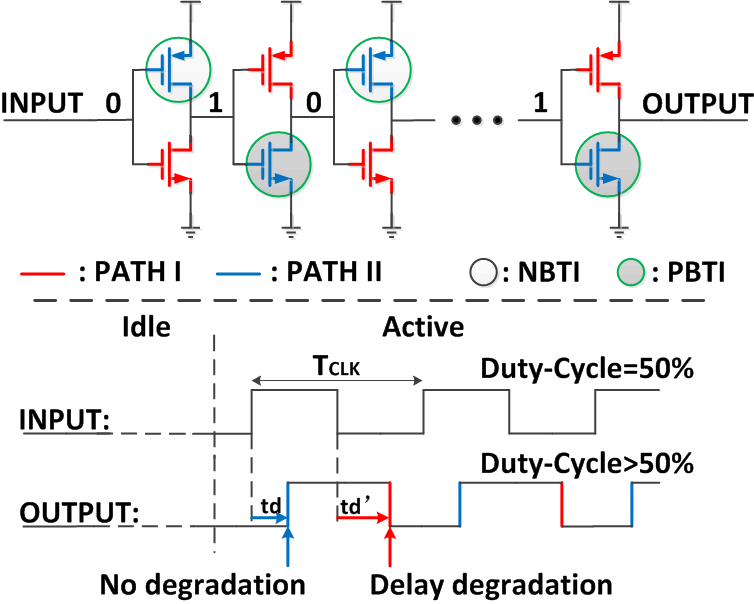 INPUT 0 1 0 1 OUTPUT
: PATH I : PATH II : NBTI : PBTI
Idle Active
TCLK Duty-Cycle=50%
INPUT:
Duty-Cycle>50%
OUTPUT: td td’
No degradation Delay degradation